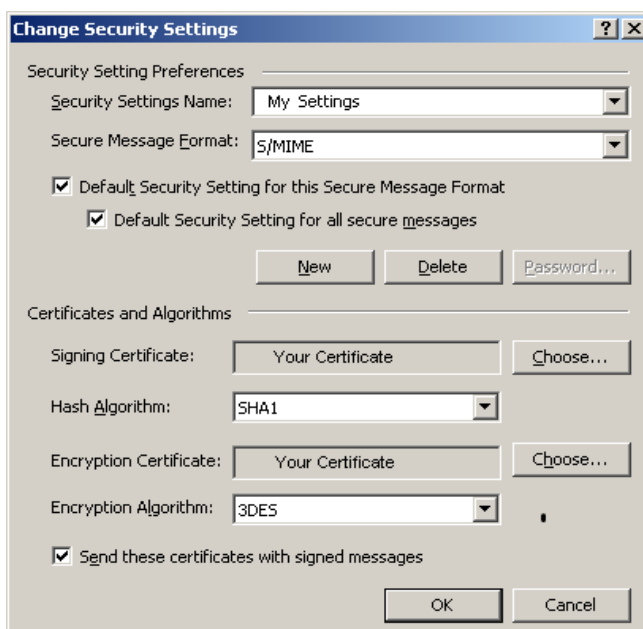 Change Security Settings
Security Setting Preferences
Security Settings Name: My Settings
Secure Message Format: S/MIME
Default Security Setting for this Secure Message Format
Default Security Setting for all secure messages
New Delete Password...
Certificates and Algorithms
Signing Certificate: Your Certificate Choose...
Hash Algorithm: SHA1
Encryption Certificate: Your Certificate Choose...
Encryption Algorithm: 3DES
Send these certificates with signed messages
OK Cancel